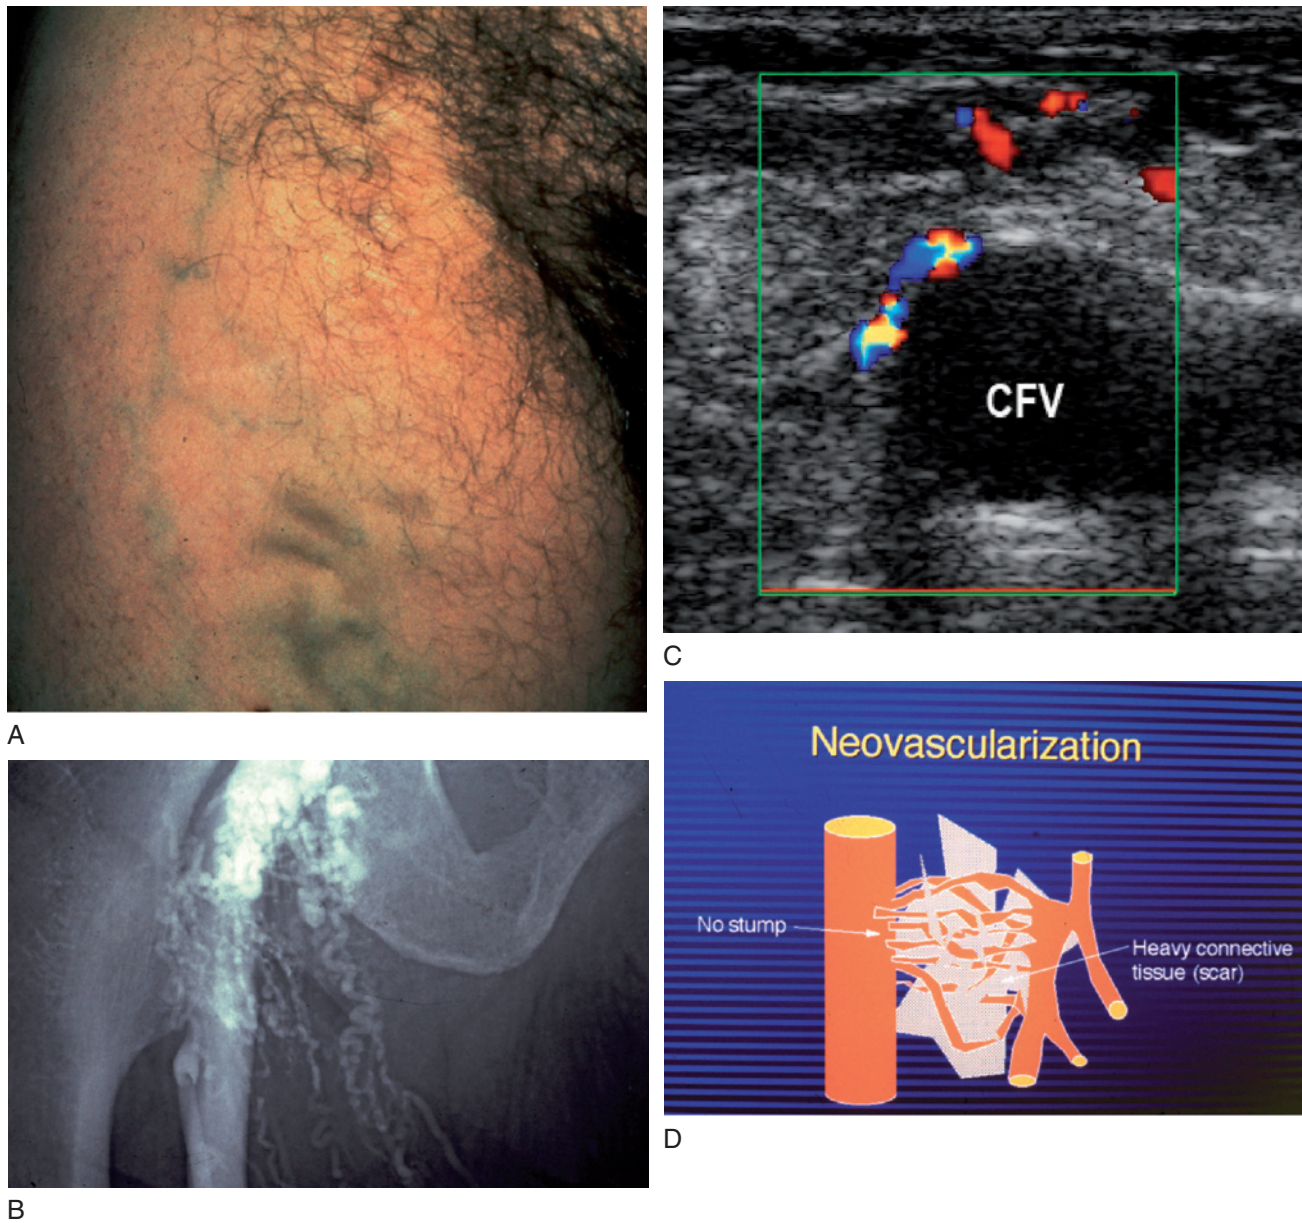 A
B
CFV
C
Neovascularization
No stump
Heavy connective
tissue (scar)
D